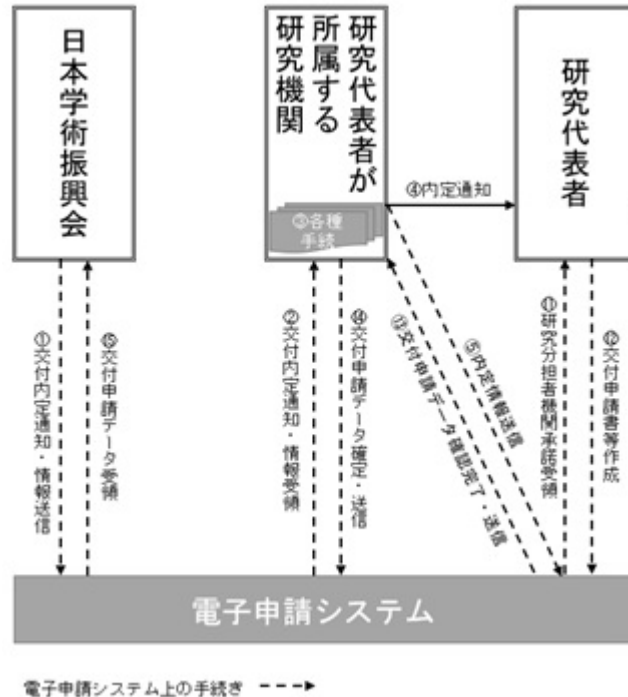 日本学術振興会
研究代表者が
所属する
研究機関
③各種
手続
研究代表者
④内定通知
①交付内定通知・情報送信
⑮交付申請データ受領
②交付内定通知・情報受領
⑭交付申請データ確定・送信
⑬交付申請データ確認完了・送信
⑤内定情報送信
⑪研究分担者機関承諾受領
⑫交付申請書等作成
電子申請システム
電子申請システム上の手続き